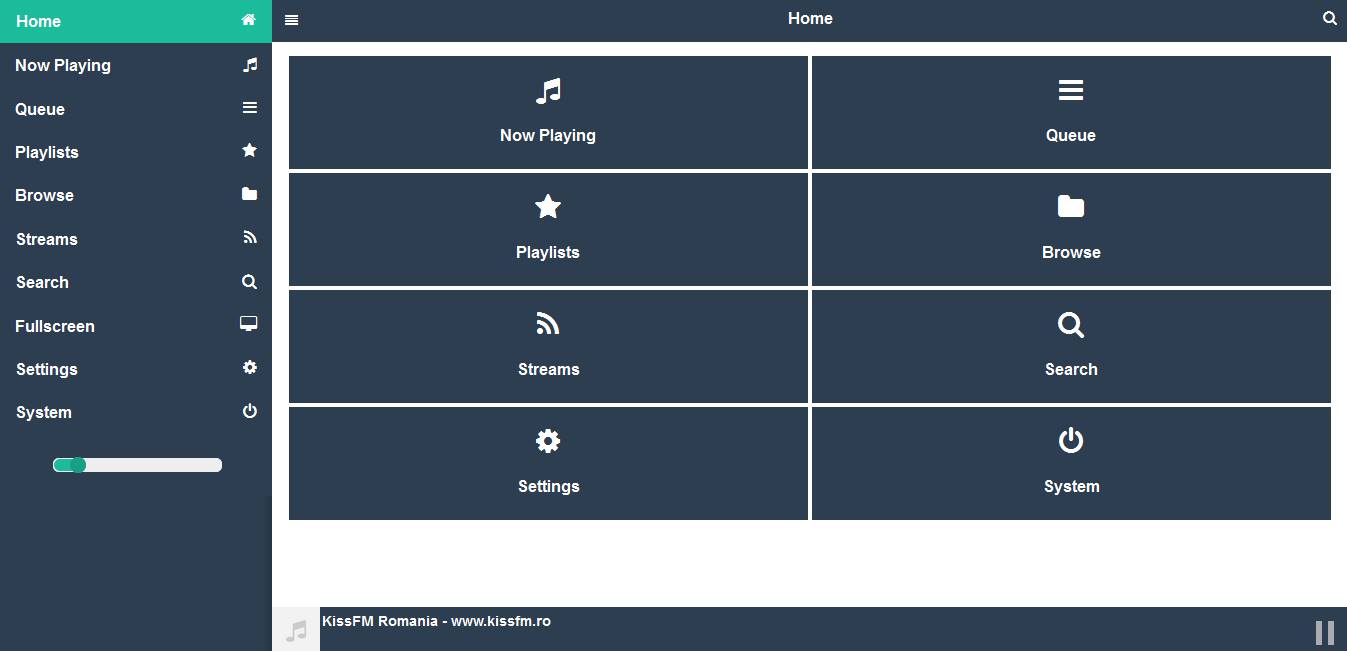 Home
Now Playing
Queue
Playlists
Browse
Streams
Search
Fullscreen
Settings
System
Home
Now Playing
Queue
Playlists
Browse
Streams
Search
Settings
System
KissFM Romania - www.kissfm.ro